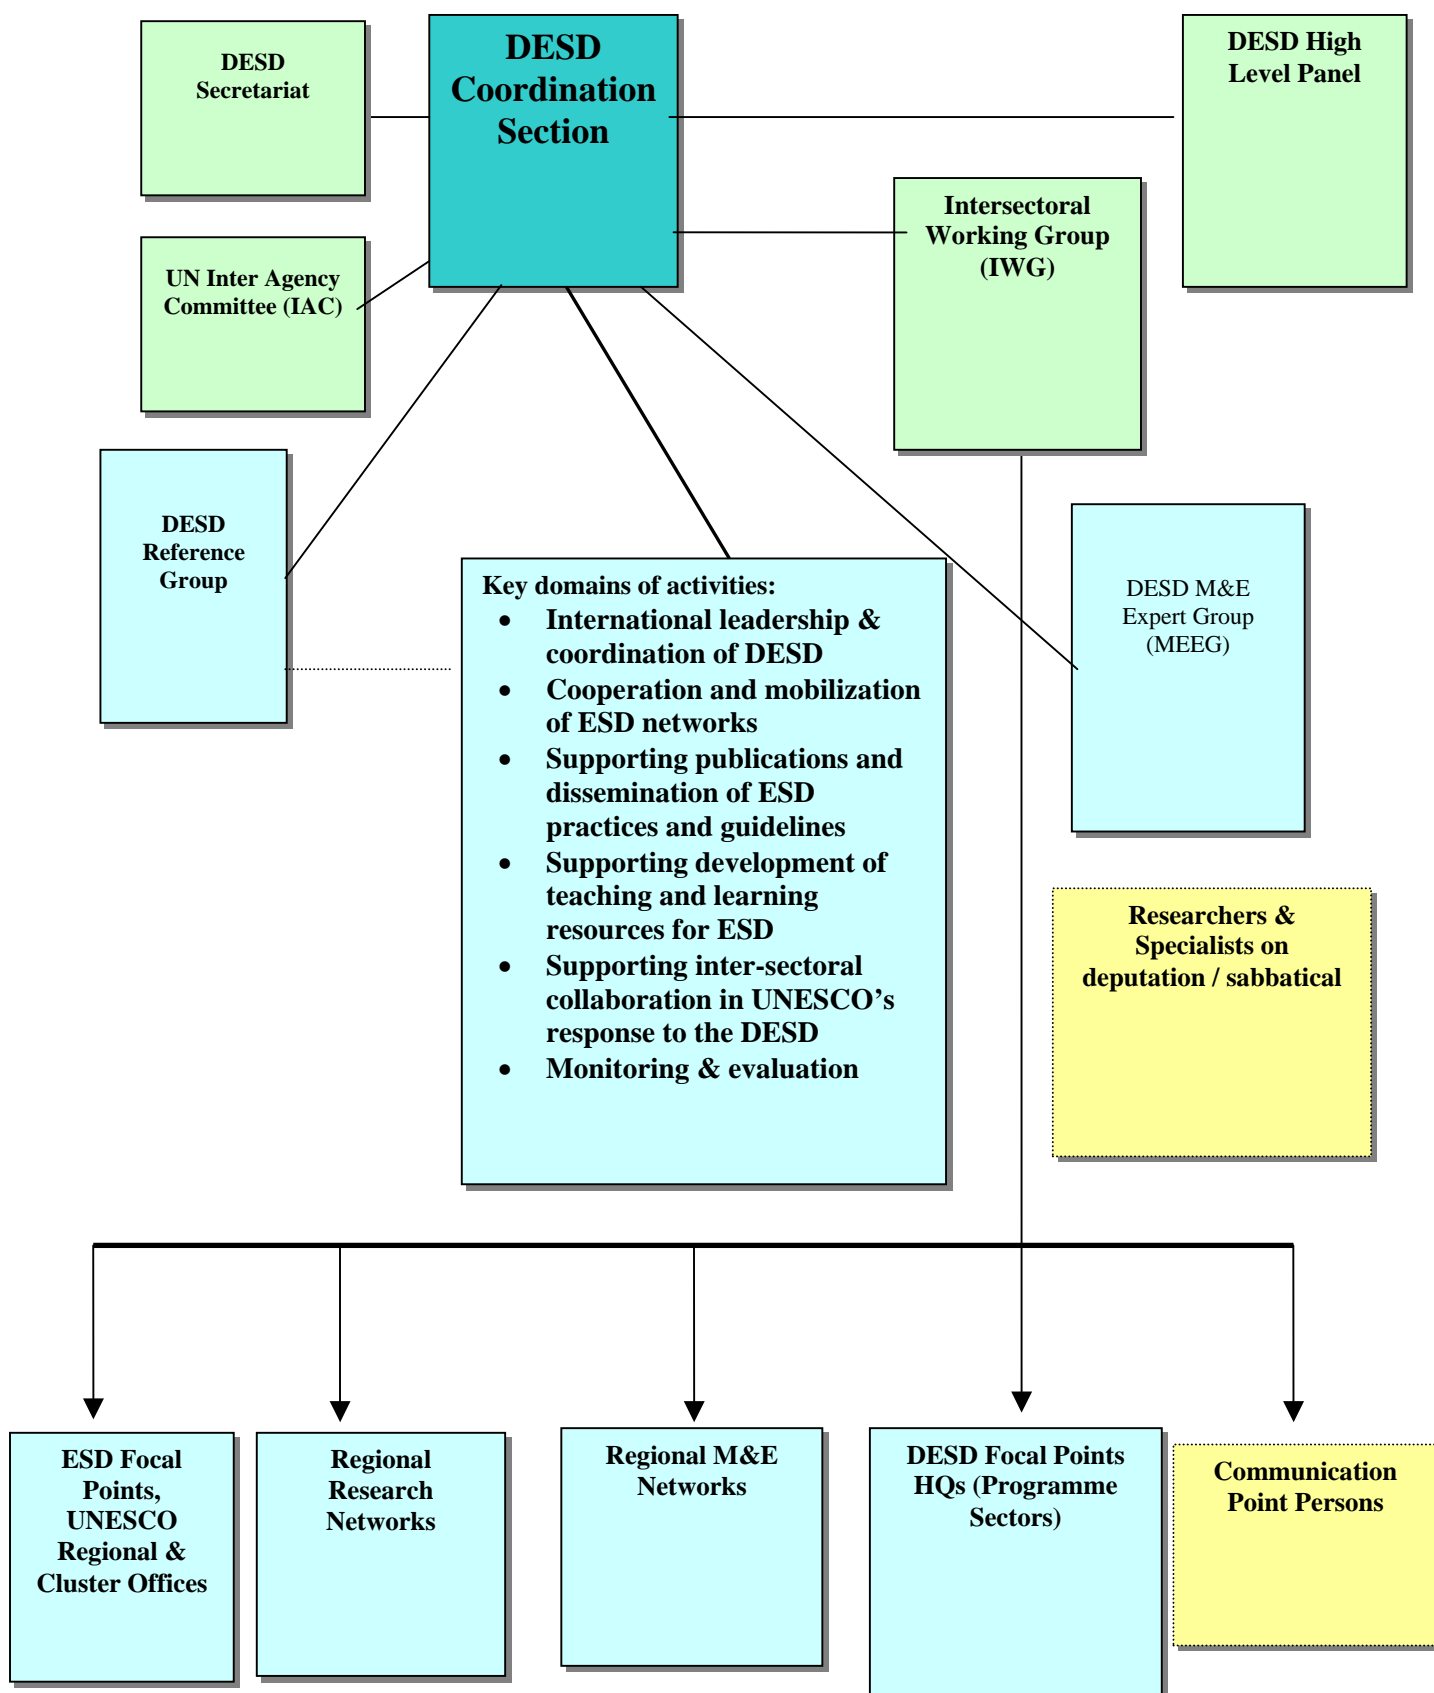 DESD
Secretariat
DESD
Coordination
Section
DESD High
Level Panel
Intersectoral
Working Group
(IWG)
UN Inter Agency
Committee (IAC)
DESD
Reference
Group
Key domains of activities:
• International leadership &
coordination of DESD
• Cooperation and mobilization
of ESD networks
• Supporting publications and
dissemination of ESD
practices and guidelines
• Supporting development of
teaching and learning
resources for ESD
• Supporting inter-sectoral
collaboration in UNESCO’s
response to the DESD
• Monitoring & evaluation
DESD M&E
Expert Group
(MEEG)
Researchers &
Specialists on
deputation / sabbatical
ESD Focal
Points,
UNESCO
Regional &
Cluster Offices
Regional
Research
Networks
Regional M&E
Networks
DESD Focal Points
HQs (Programme
Sectors)
Communication
Point Persons